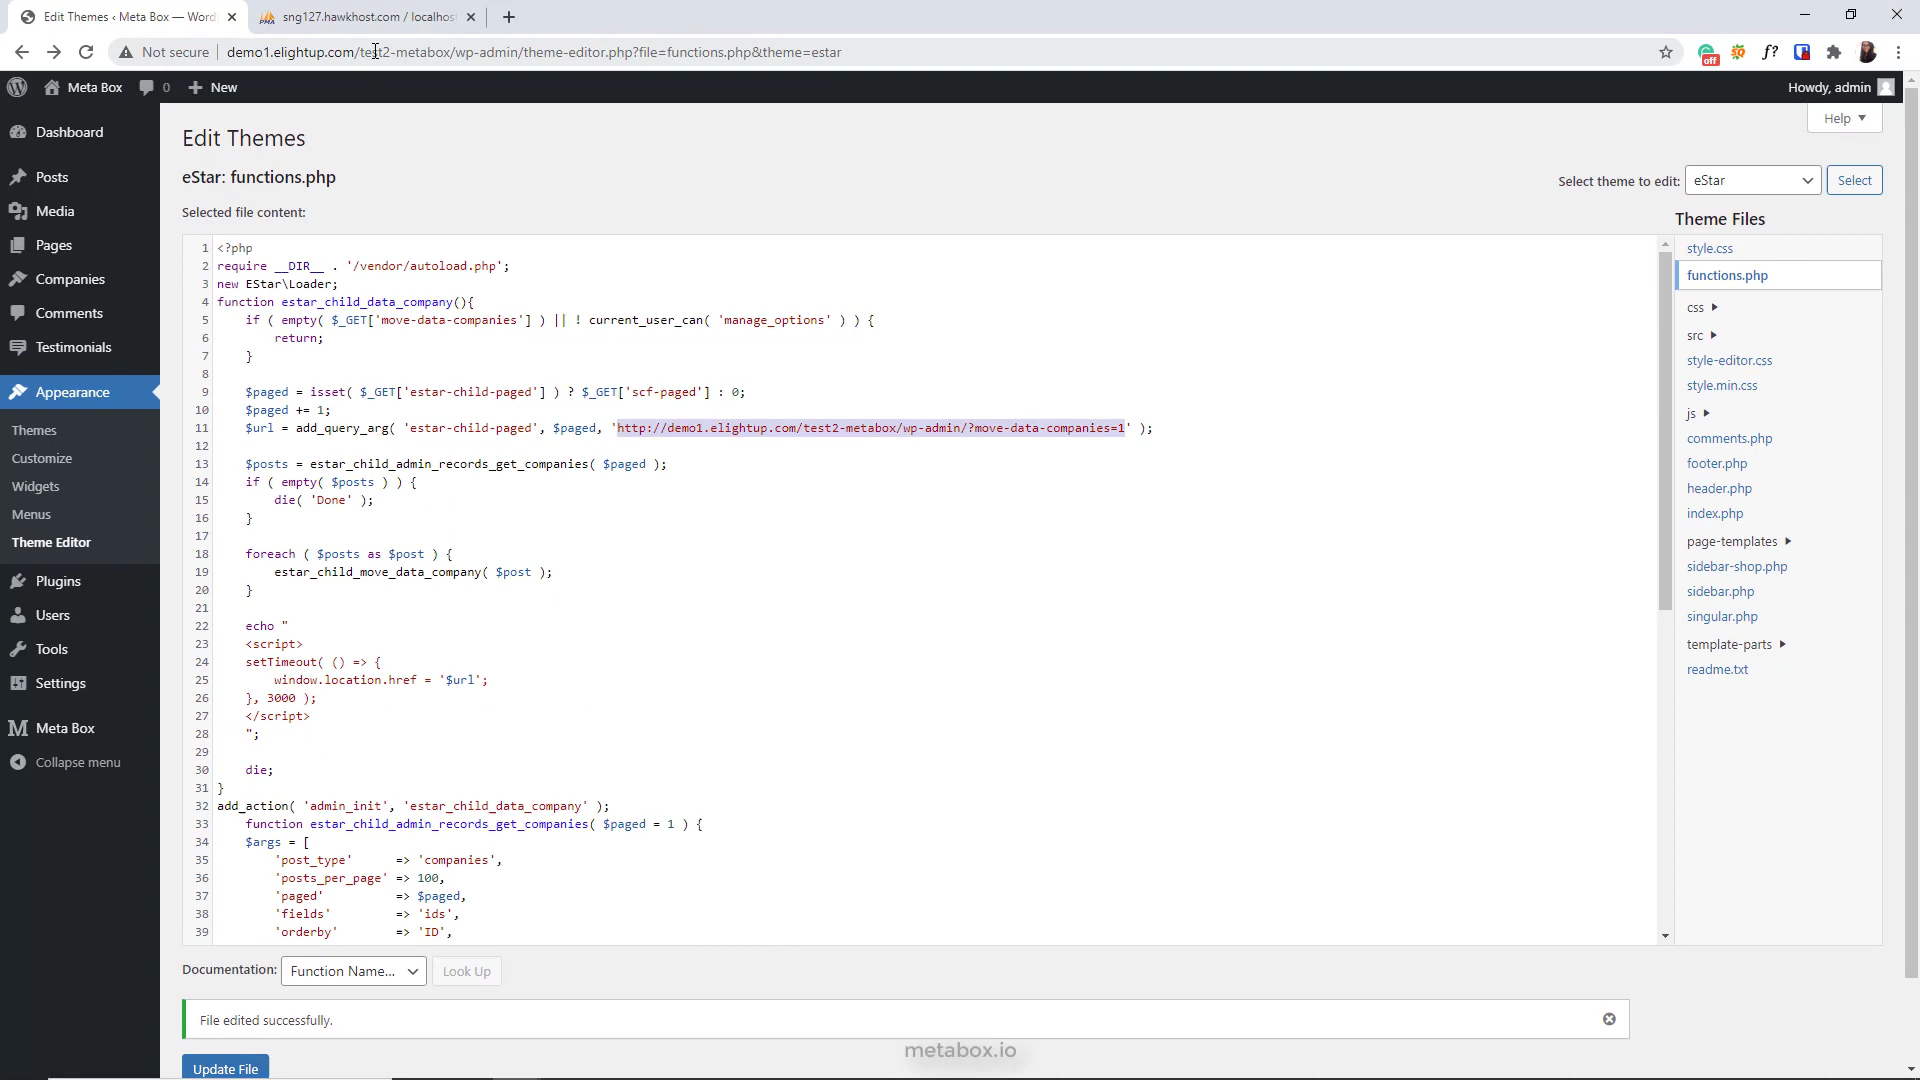 Edit Themes ‹ Meta Box — Word
sng127.hawkhost.com / localhost
Not secure
demo1.elightup.com/test2-metabox/wp-admin/theme-editor.php?file=functions.php&theme=estar
off
f?
Meta Box
0
New
Howdy, admin
Dashboard
Posts
Media
Pages
Companies
Comments
Testimonials
Appearance
Themes
Customize
Widgets
Menus
Theme Editor
Plugins
Users
Tools
Settings
Meta Box
Collapse menu
Help
Edit Themes
eStar: functions.php
Select theme to edit:
eStar
Select
Selected file content:
1 <?php
2 require __DIR__ . '/vendor/autoload.php';
3 new EStar\Loader;
4 function estar_child_data_company(){
5 if ( empty( $_GET['move-data-companies'] ) || ! current_user_can( 'manage_options' ) ) {
6 return;
7 }
8
9 $paged = isset( $_GET['estar-child-paged'] ) ? $_GET['scf-paged'] : 0;
10 $paged += 1;
11 $url = add_query_arg( 'estar-child-paged', $paged, 'http://demo1.elightup.com/test2-metabox/wp-admin/?move-data-companies=1' );
12
13 $posts = estar_child_admin_records_get_companies( $paged );
14 if ( empty( $posts ) ) {
15 die( 'Done' );
16 }
17
18 foreach ( $posts as $post ) {
19 estar_child_move_data_company( $post );
20 }
21
22 echo "
23 <script>
24 setTimeout( () => {
25 window.location.href = '$url';
26 }, 3000 );
27 </script>
28 ";
29
30 die;
31 }
32 add_action( 'admin_init', 'estar_child_data_company' );
33 function estar_child_admin_records_get_companies( $paged = 1 ) {
34 $args = [
35 'post_type' => 'companies',
36 'posts_per_page' => 100,
37 'paged' => $paged,
38 'fields' => 'ids',
39 'orderby' => 'ID',
Theme Files
style.css
functions.php
css
src
style-editor.css
style.min.css
js
comments.php
footer.php
header.php
index.php
page-templates
sidebar-shop.php
sidebar.php
singular.php
template-parts
readme.txt
Documentation:
Function Name...
Look Up
File edited successfully.
metabox.io
Update File